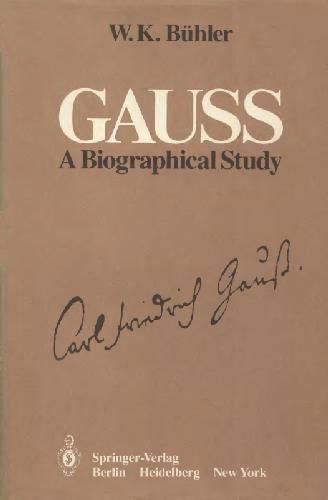 W. K. Bühler
GAUSS
A Biographical Study
Carl Friedrich Gauß.
Springer-Verlag
Berlin Heidelberg New York